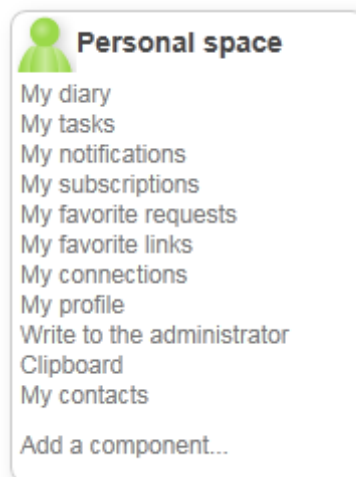 Personal space
My diary
My tasks
My notifications
My subscriptions
My favorite requests
My favorite links
My connections
My profile
Write to the administrator
Clipboard
My contacts
Add a component...